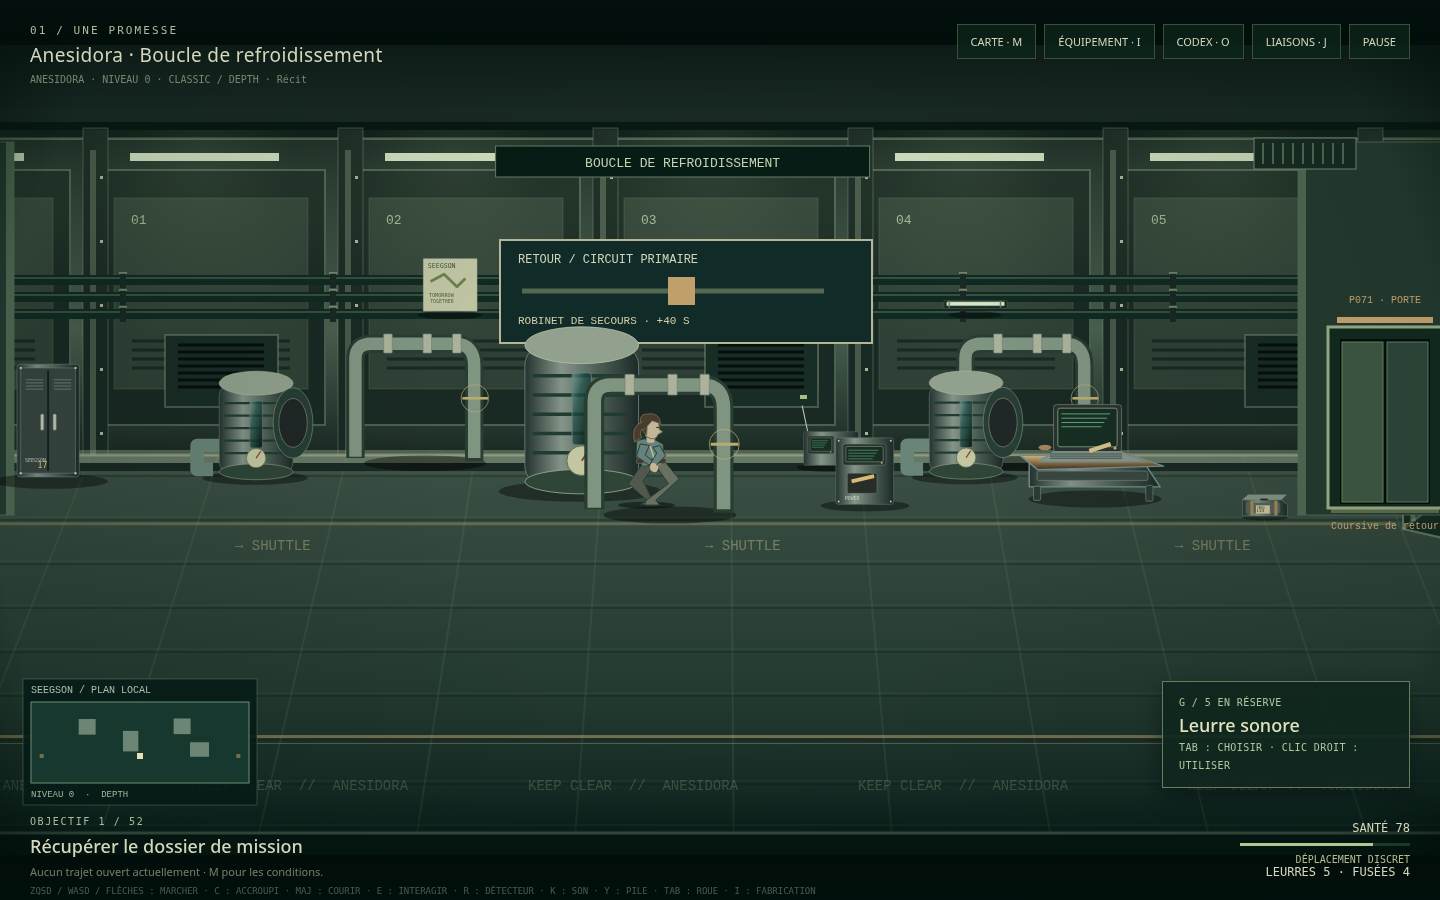 01 / UNE PROMESSE
Anesidora · Boucle de refroidissement
ANESIDORA · NIVEAU 0 · CLASSIC / DEPTH · Récit
CARTE · M
ÉQUIPEMENT · I
CODEX · O
LIAISONS · J
PAUSE
BOUCLE DE REFROIDISSEMENT
01
02
03
04
05
SEEGSON
TOMORROW
TOGETHER
RETOUR / CIRCUIT PRIMAIRE
ROBINET DE SECOURS · +40 S
P071 · PORTE
SEEGSON
17
POWER
Coursive de retour
→ SHUTTLE
→ SHUTTLE
→ SHUTTLE
SEEGSON / PLAN LOCAL
NIVEAU 0 · DEPTH
EAR // ANESIDORA
KEEP CLEAR // ANESIDORA
KEEP CLEAR // ANESIDORA
G / 5 EN RÉSERVE
Leurre sonore
TAB : CHOISIR · CLIC DROIT :
UTILISER
OBJECTIF 1 / 52
Récupérer le dossier de mission
Aucun trajet ouvert actuellement · M pour les conditions.
ZQSD / WASD / FLÈCHES : MARCHER · C : ACCROUPI · MAJ : COURIR · E : INTERAGIR · R : DÉTECTEUR · K : SON · Y : PILE · TAB : ROUE · I : FABRICATION
SANTÉ 78
DÉPLACEMENT DISCRET
LEURRES 5 · FUSÉES 4